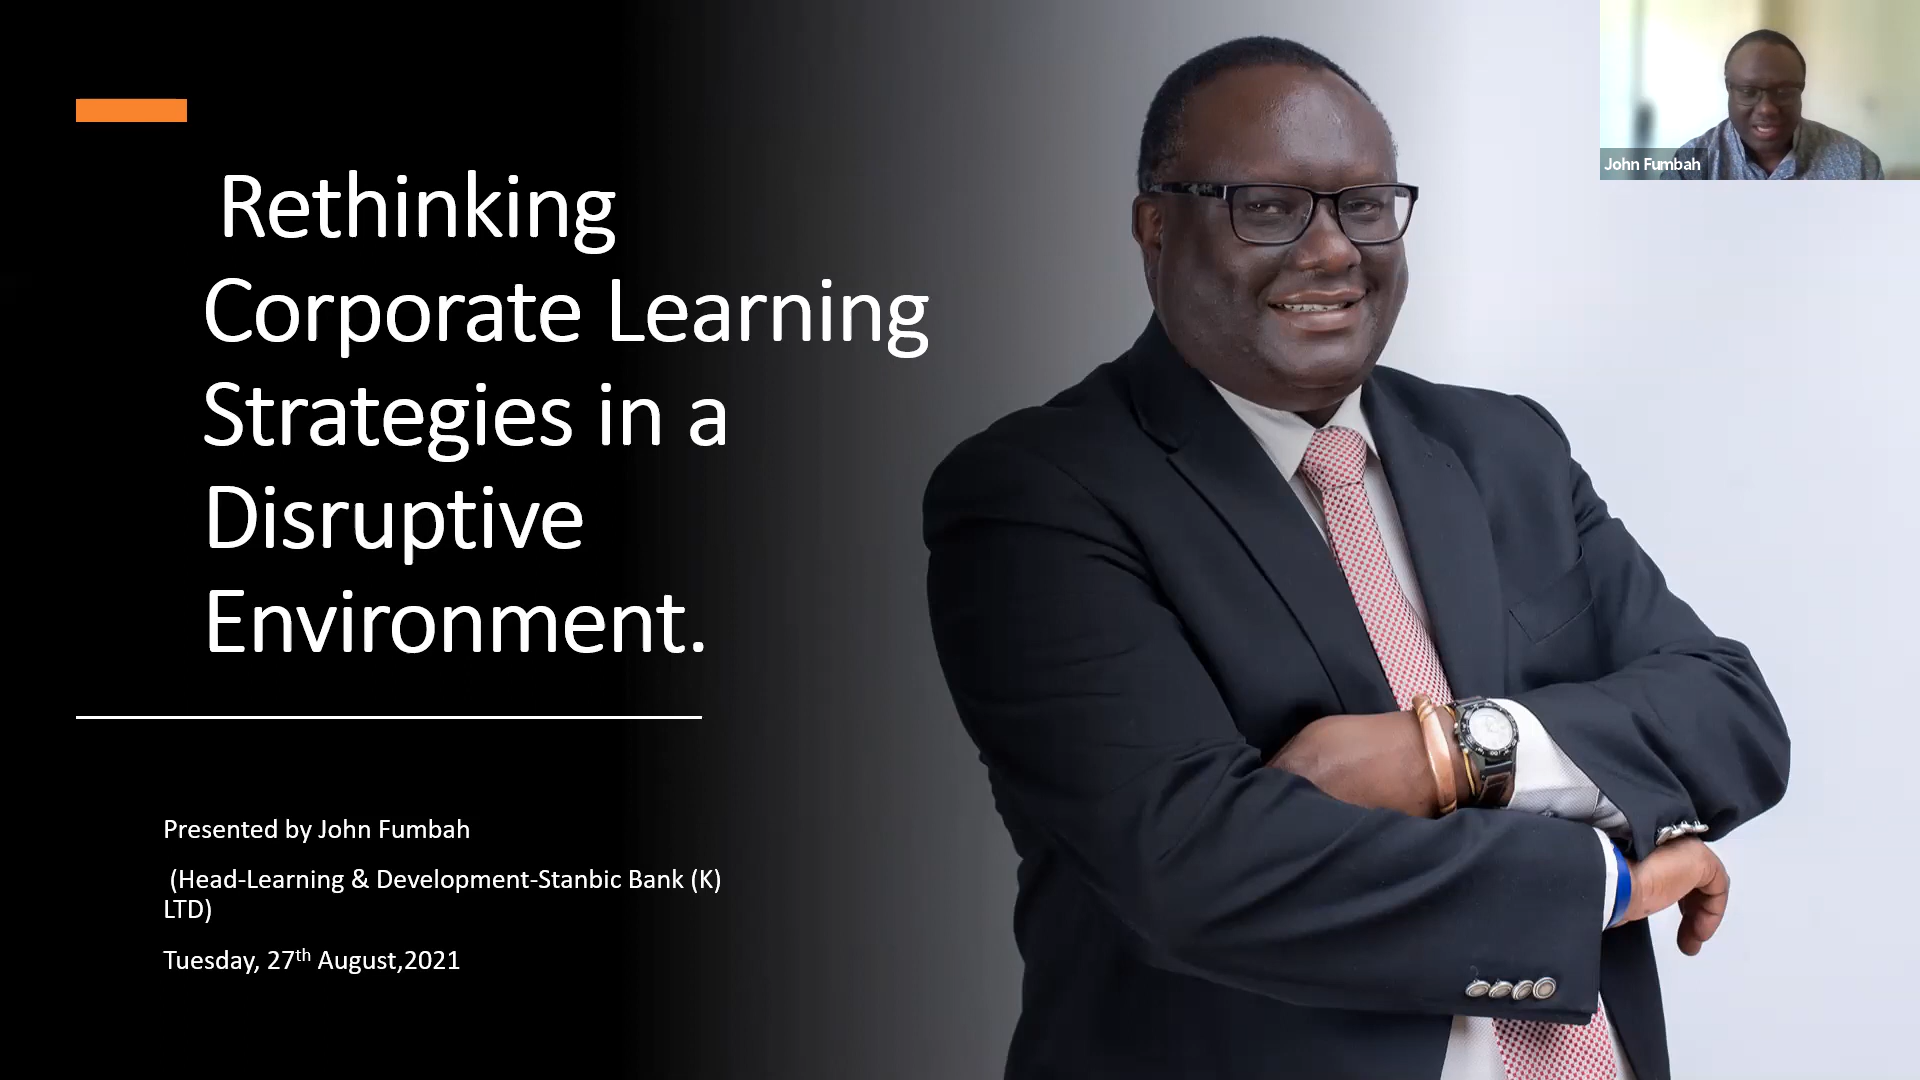 Rethinking
Corporate Learning
Strategies in a
Disruptive
Environment.
Presented by John Fumbah
(Head-Learning & Development-Stanbic Bank (K)
LTD)
Tuesday, 27th August,2021
John Fumbah